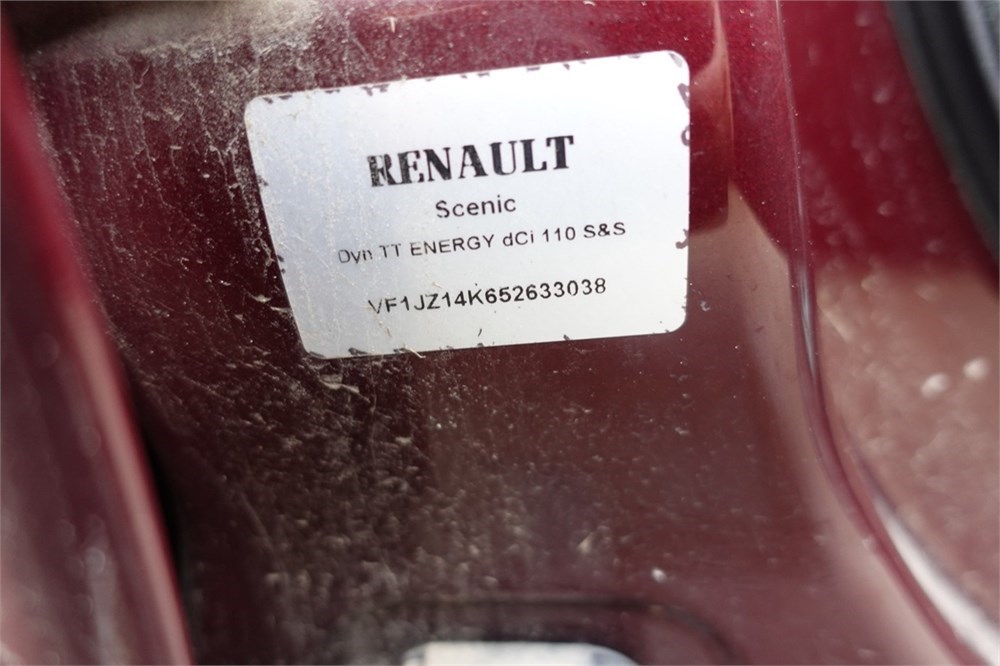 RENAULT
Scenic
Dyn TT ENERGY dCi 110 S&S
VF1JZ14K652633038